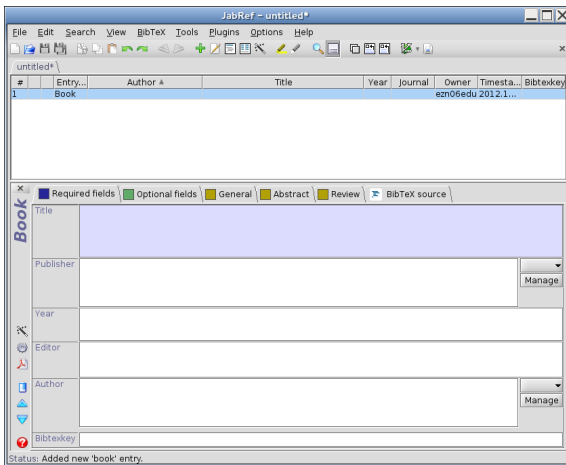 JabRef – untitled*
File Edit Search View BibTeX Tools Plugins Options Help
untitled*
# Entry... Author Title Year Journal Owner Timesta... Bibtexkey
1 Book ezn06edu 2012.1...
Book
Required fields Optional fields General Abstract Review BibTeX source
Title
Publisher
Manage
Year
Editor
Author
Manage
Bibtexkey
Status: Added new 'book' entry.